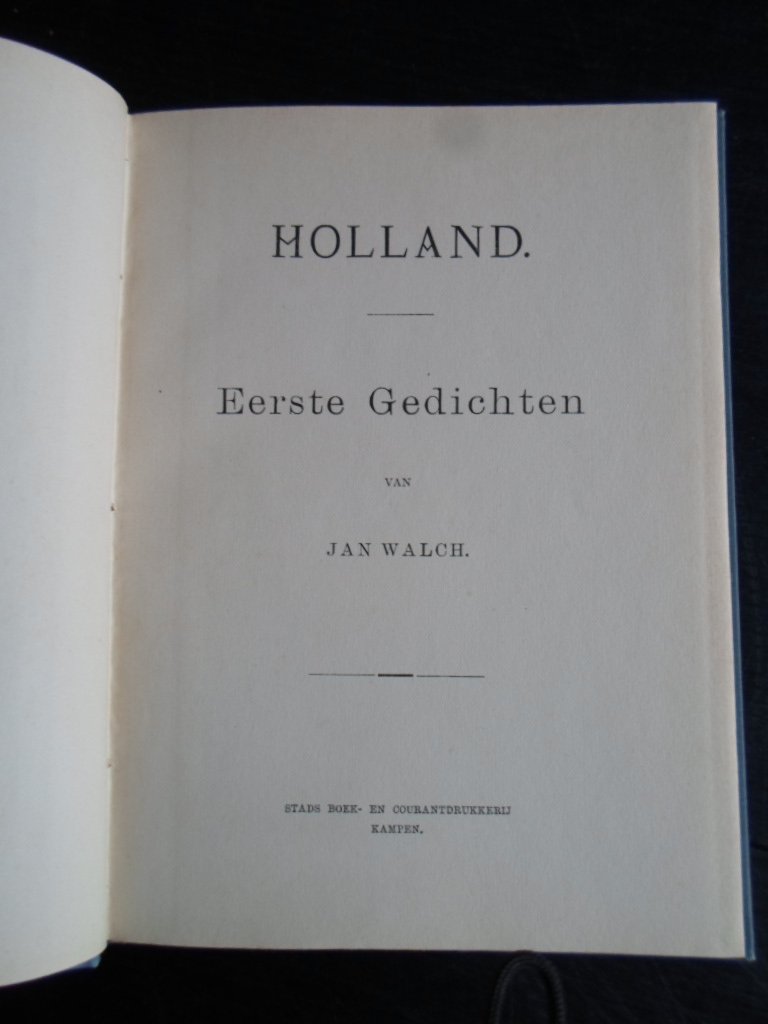 HOLLAND.
Eerste Gedichten
VAN
JAN WALCH.
STADS BOEK- EN COURANTDRUKKERIJ
KAMPEN.